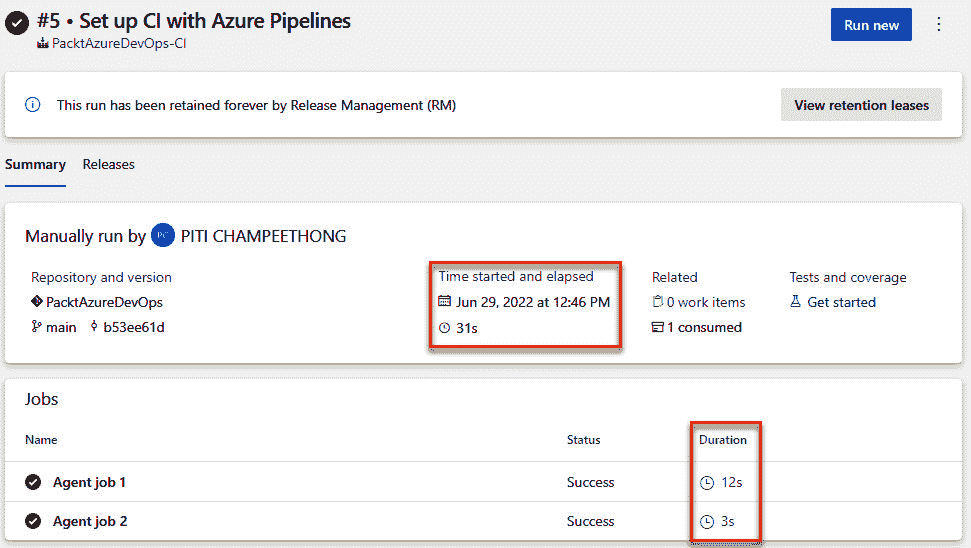 #5 • Set up CI with Azure Pipelines
PacktAzureDevOps-CI
Run new
This run has been retained forever by Release Management (RM)
View retention leases
Summary Releases
Manually run by PC PITI CHAMPEETHONG
Repository and version Time started and elapsed Related Tests and coverage
PacktAzureDevOps Jun 29, 2022 at 12:46 PM 0 work items Get started
main b53ee61d 31s 1 consumed
Jobs
Name Status Duration
Agent job 1 Success 12s
Agent job 2 Success 3s